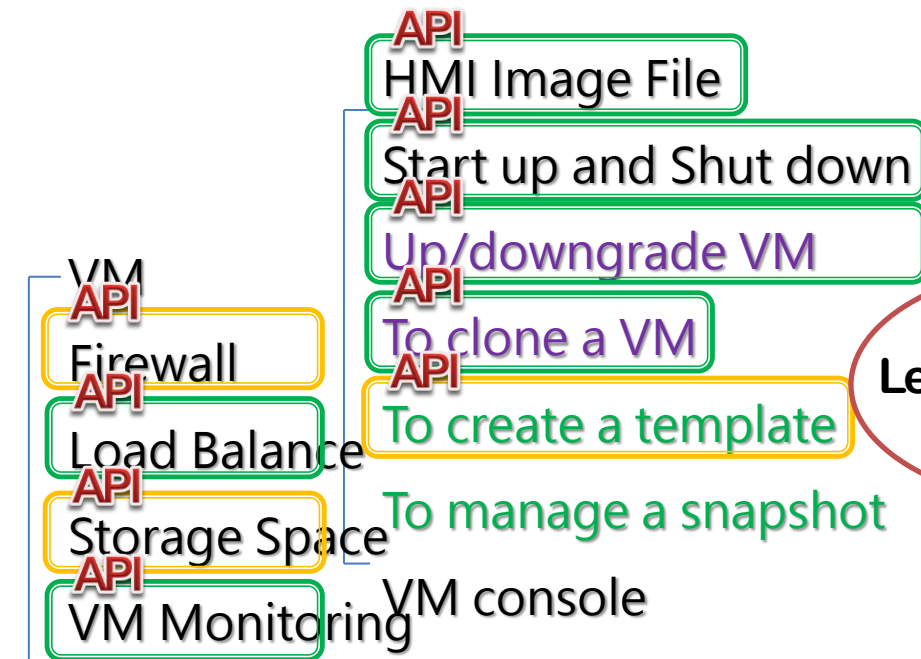 API
HMI Image File
API
Start up and Shut down
API
Up/downgrade VM
API
To clone a VM
API
To create a template
To manage a snapshot
VM console
VM
API
Firewall
API
Load Balance
API
Storage Space
API
VM Monitoring
Le